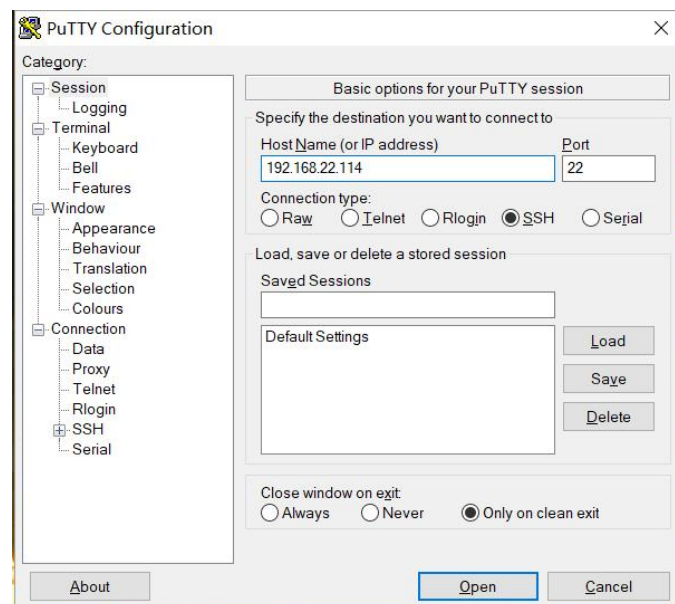 PuTTY Configuration
Category:
Session
Logging
Terminal
Keyboard
Bell
Features
Window
Appearance
Behaviour
Translation
Selection
Colours
Connection
Data
Proxy
Telnet
Rlogin
SSH
Serial
Basic options for your PuTTY session
Specify the destination you want to connect to
Host Name (or IP address) Port
192.168.22.114 22
Connection type:
Raw Telnet Rlogin SSH Serial
Load, save or delete a stored session
Saved Sessions
Default Settings
Load
Save
Delete
Close window on exit:
Always Never Only on clean exit
About Open Cancel